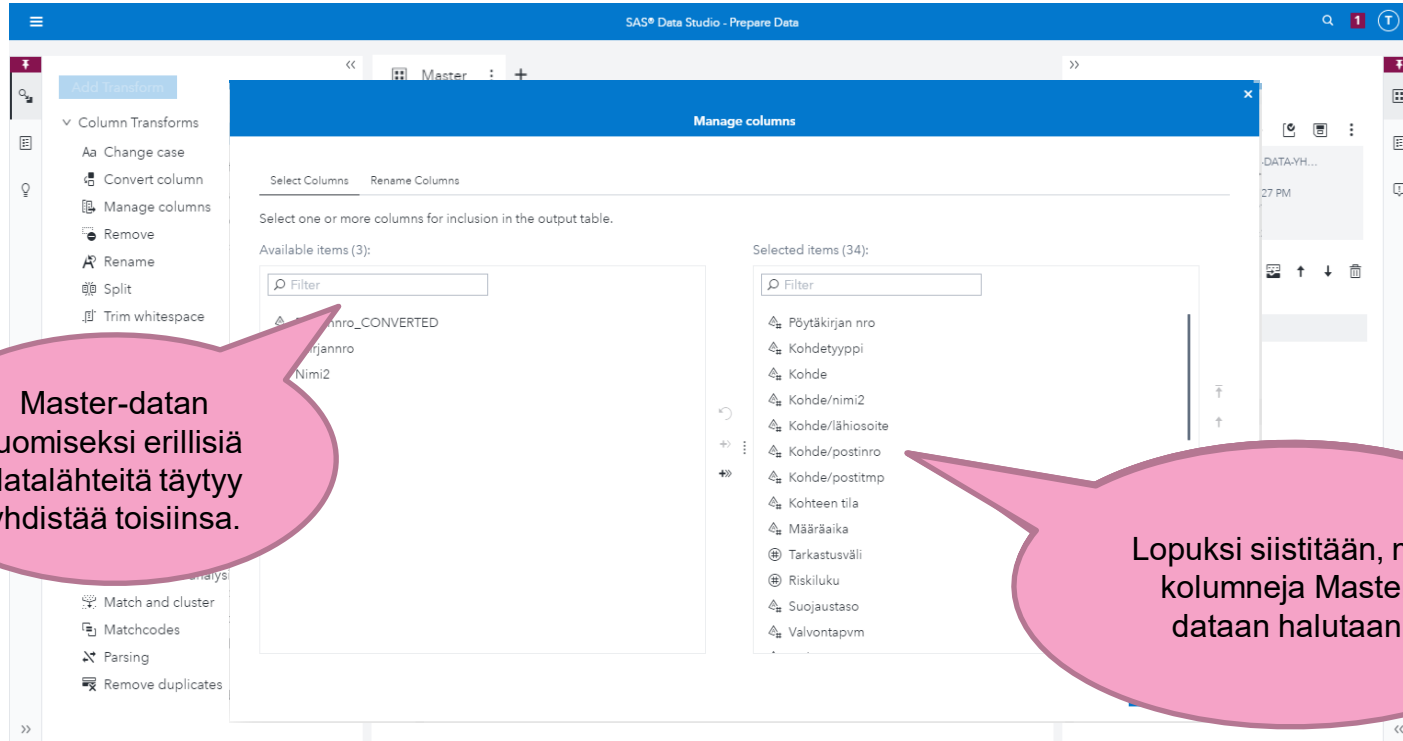 SAS® Data Studio - Prepare Data
1
T
Master
Add Transform
Column Transforms
Aa Change case
Convert column
Manage columns
Remove
Rename
Split
Trim whitespace
Match and cluster
Matchcodes
Parsing
Remove duplicates
Manage columns
Select Columns Rename Columns
Select one or more columns for inclusion in the output table.
Available items (3):
Filter
nro_CONVERTED
irjannro
Nimi2
Selected items (34):
Filter
Pöytäkirjan nro
Kohdetyyppi
Kohde
Kohde/nimi2
Kohde/lähiosoite
Kohde/postinro
Kohde/postitmp
Kohteen tila
Määräaika
Tarkastusväli
Riskiluku
Suojaustaso
Valvontapvm
-DATA-YH...
27 PM
Master-datan
uomiseksi erillisiä
latalähteitä täytyy
yhdistää toisiinsa.
Lopuksi siistitään,
kolumneja Maste
dataan halutaan